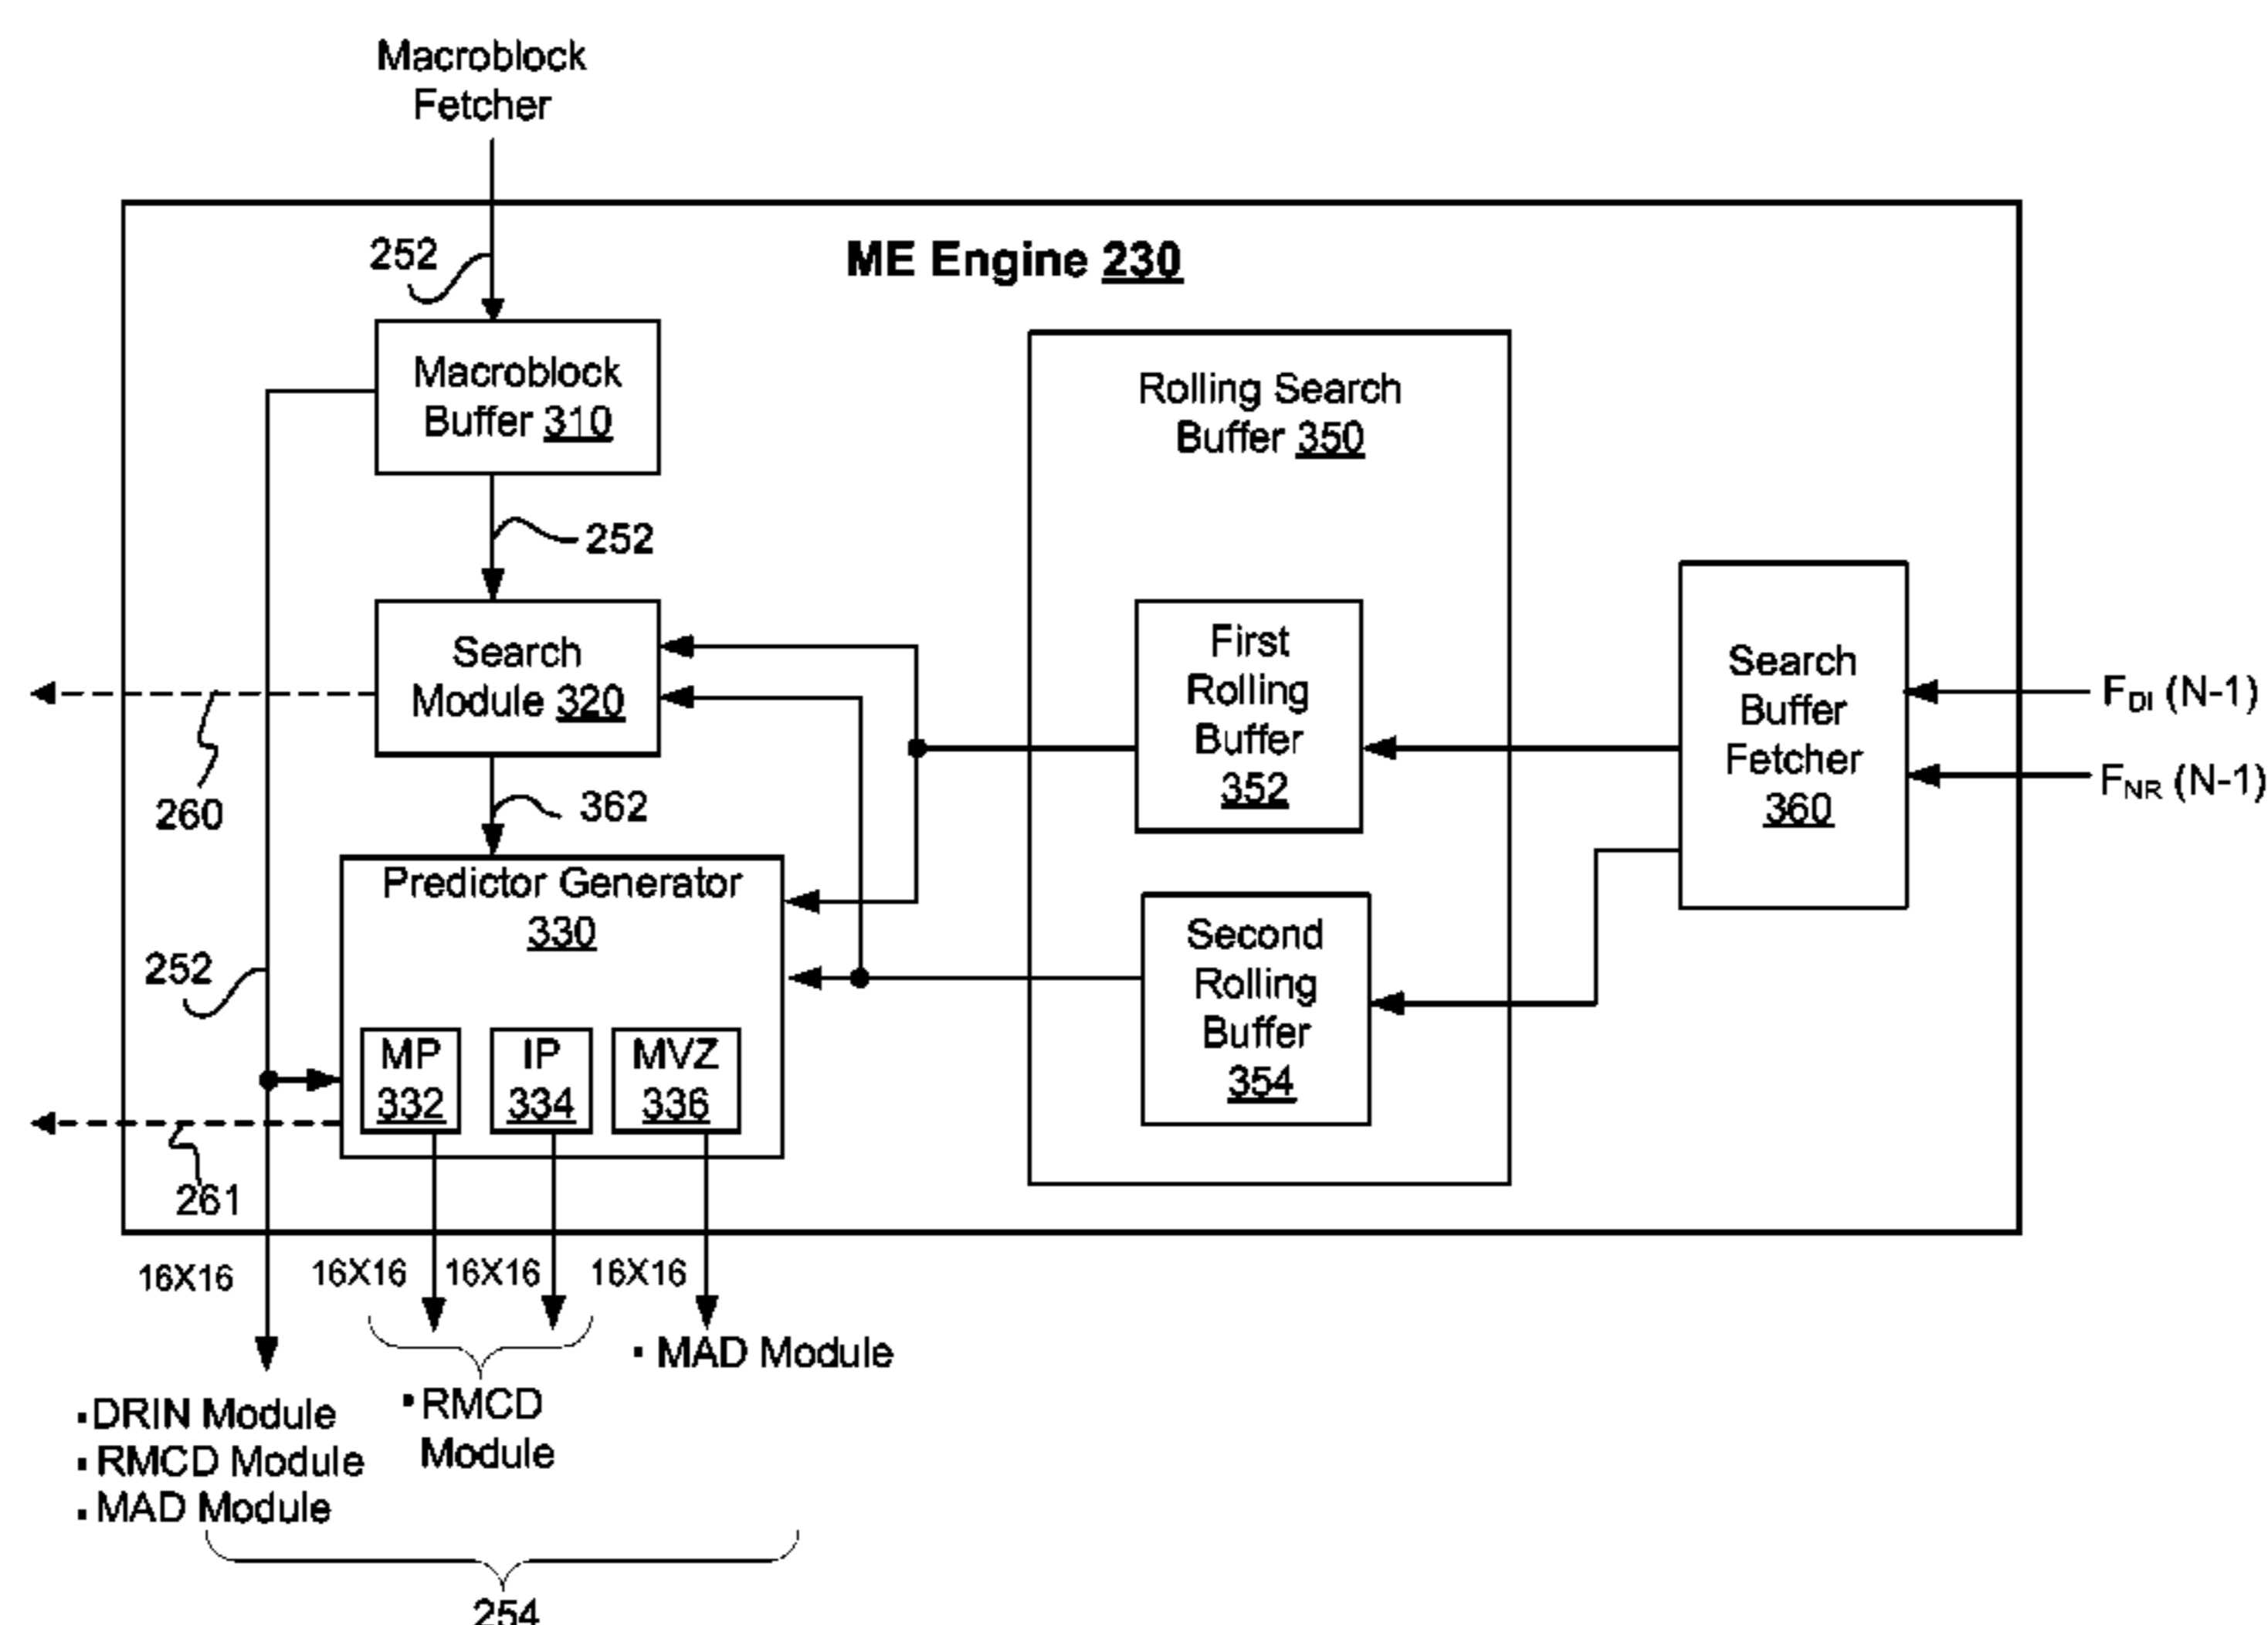 Macroblock
Fetcher
252
ME Engine 230
Macroblock
Buffer 310
Rolling Search
Buffer 350
252
Search
Module 320
First
Rolling
Buffer
352
Search
Buffer
Fetcher
360
F_DI (N-1)
F_NR (N-1)
260
362
Predictor Generator
330
Second
Rolling
Buffer
354
252
MP
332
IP
334
MVZ
336
261
16X16
16X16
16X16
16X16
▪ MAD Module
▪ RMCD
Module
▪ DRIN Module
▪ RMCD Module
▪ MAD Module
254